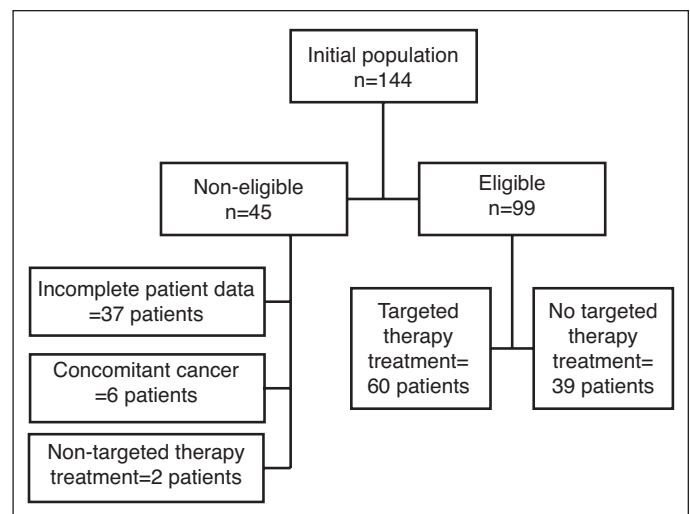 Initial population
n=144
Non-eligible
n=45
Eligible
n=99
Incomplete patient data
=37 patients
Concomitant cancer
=6 patients
Non-targeted therapy
treatment=2 patients
Targeted
therapy
treatment=
60 patients
No targeted
therapy
treatment=
39 patients